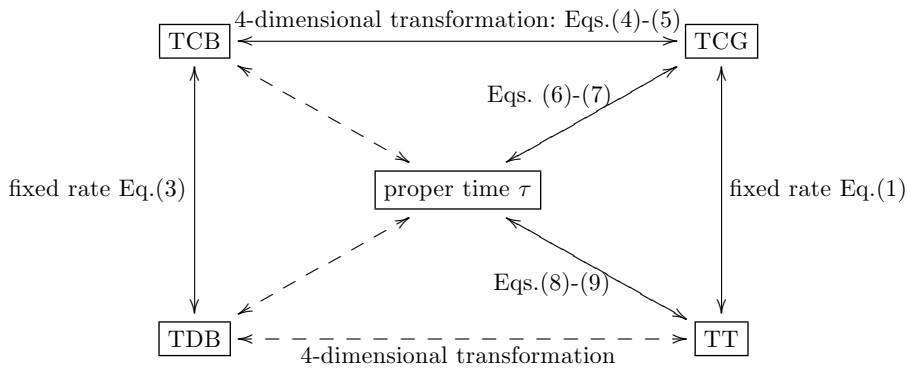 4-dimensional transformation: Eqs.(4)-(5)
TCB
TCG
Eqs. (6)-(7)
fixed rate Eq.(3)
proper time τ
fixed rate Eq.(1)
Eqs.(8)-(9)
TDB
TT
4-dimensional transformation